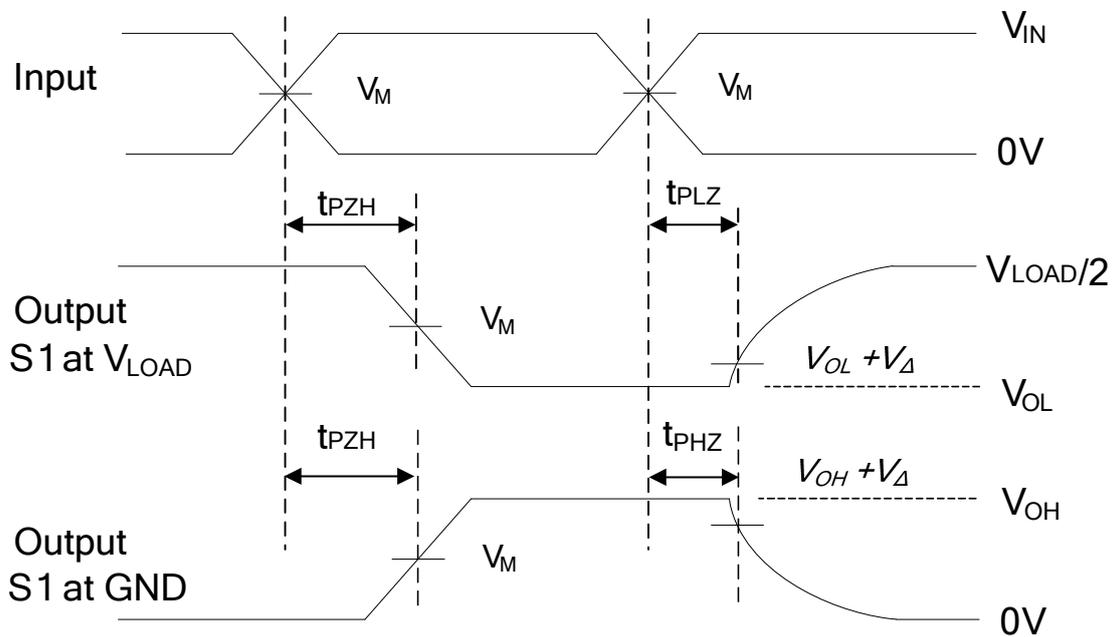 V_IN
Input
V_M
V_M
0V
t_PZH
t_PLZ
V_LOAD/2
Output
S1 at V_LOAD
V_M
V_OL +V_Δ
V_OL
t_PZH
t_PHZ
V_OH +V_Δ
V_OH
Output
S1 at GND
V_M
0V